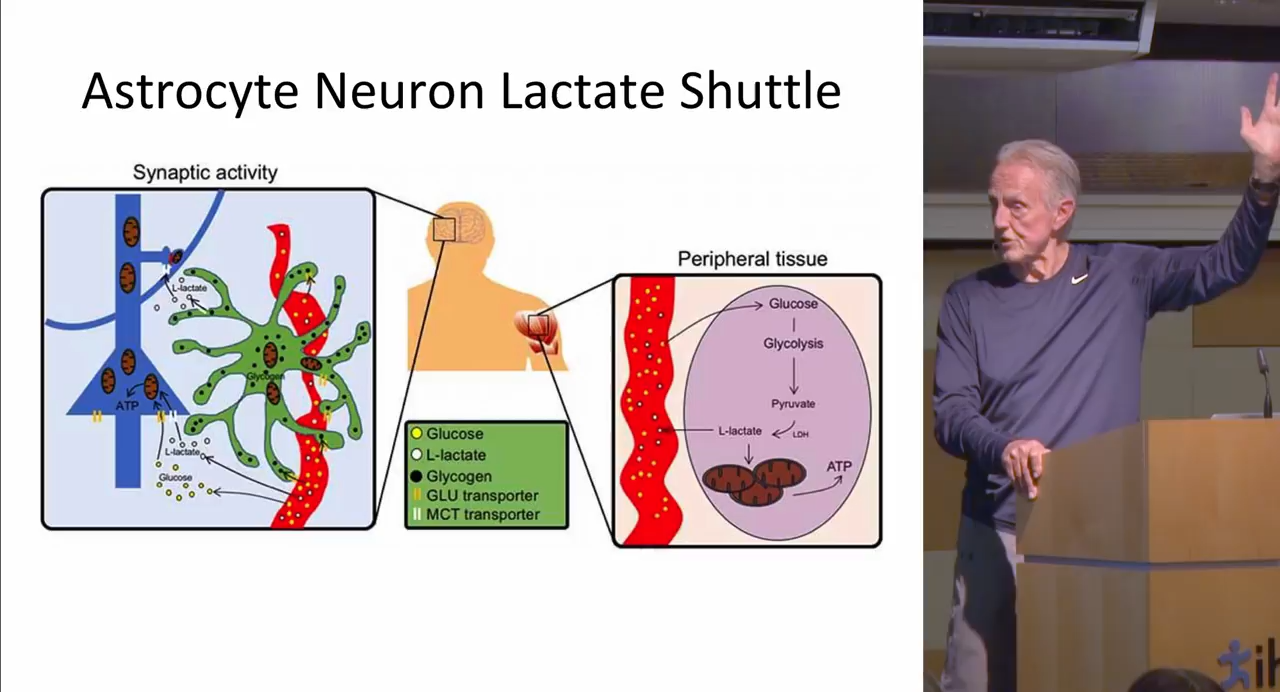 Astrocyte Neuron Lactate Shuttle
Synaptic activity
L-lactate
Glycogen
ATP
L-lactate
Glucose
Glucose
L-lactate
Glycogen
GLU transporter
MCT transporter
Peripheral tissue
Glucose
Glycolysis
Pyruvate
L-lactate
LDH
ATP